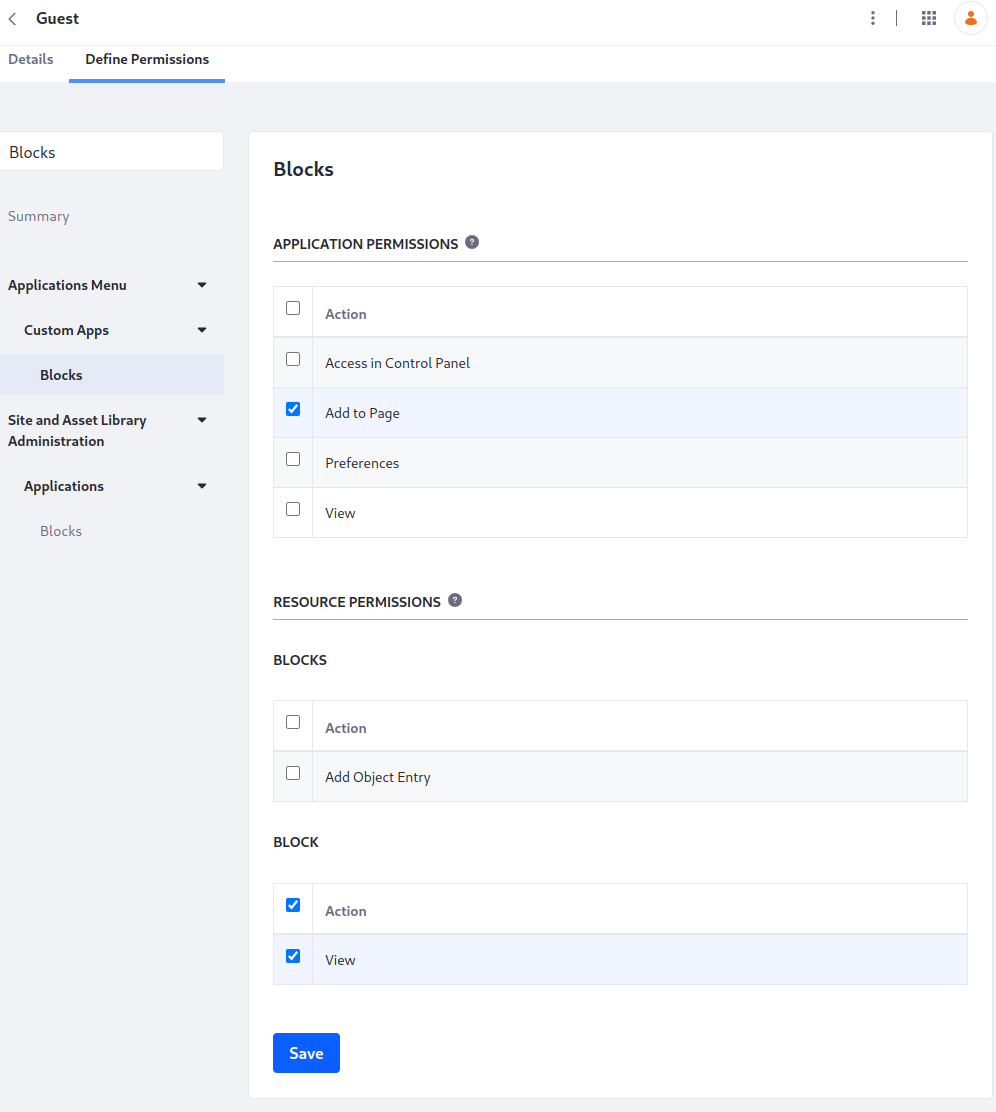 Guest
Details
Define Permissions
Blocks
Summary
Applications Menu
Custom Apps
Blocks
Site and Asset Library
Administration
Applications
Blocks
Blocks
APPLICATION PERMISSIONS ?
Action
Access in Control Panel
Add to Page
Preferences
View
RESOURCE PERMISSIONS ?
BLOCKS
Action
Add Object Entry
BLOCK
Action
View
Save